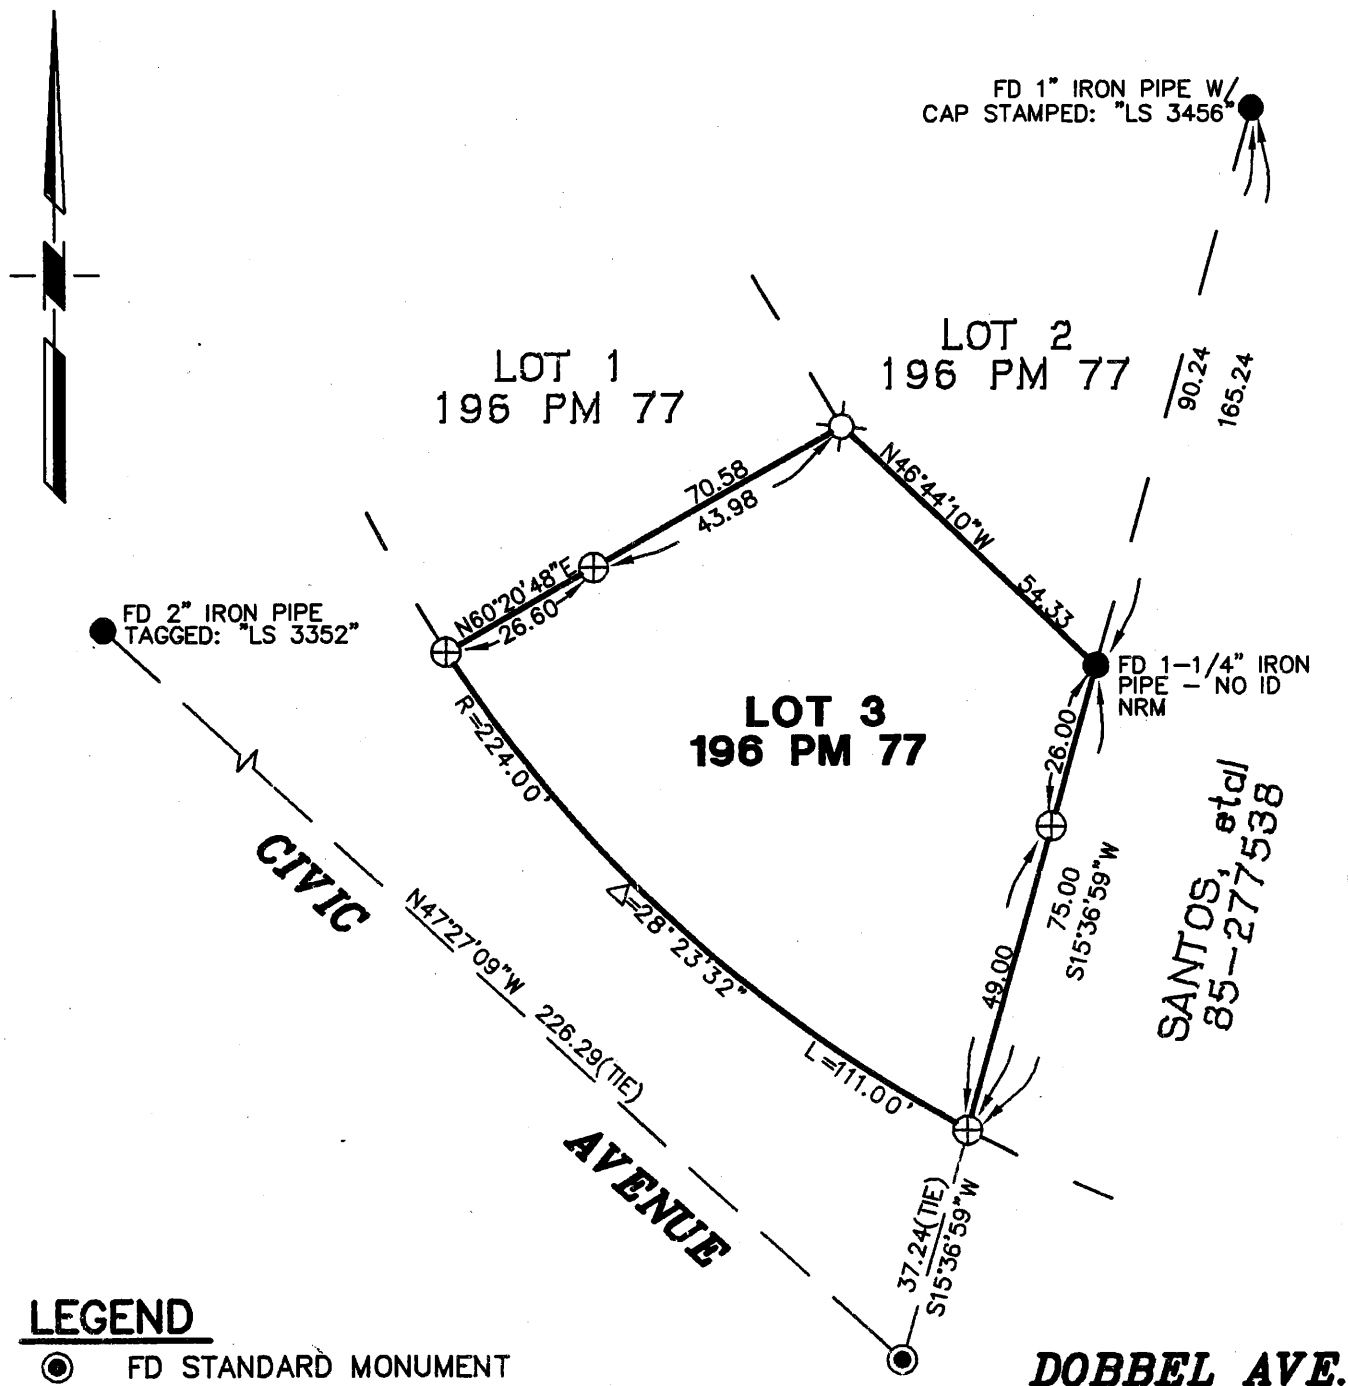 FD 1" IRON PIPE W/
CAP STAMPED: "LS 3456"
LOT 2
196 PM 77
LOT 1
196 PM 77
90.24
165.24
70.58
43.98
N46°44'10"W
54.33
N60°20'48"E
26.60
FD 2" IRON PIPE
TAGGED: "LS 3352"
FD 1-1/4" IRON
PIPE - NO ID
NRM
LOT 3
196 PM 77
R=224.00'
Δ=28°23'32"
L=111.00'
26.00
75.00
S15°36'59"W
49.00
SANTOS, etal
85-277538
CIVIC
AVENUE
N47°27'09"W 226.29(TIE)
37.24(TIE)
S15°36'59"W
LEGEND
FD STANDARD MONUMENT
DOBBEL AVE.